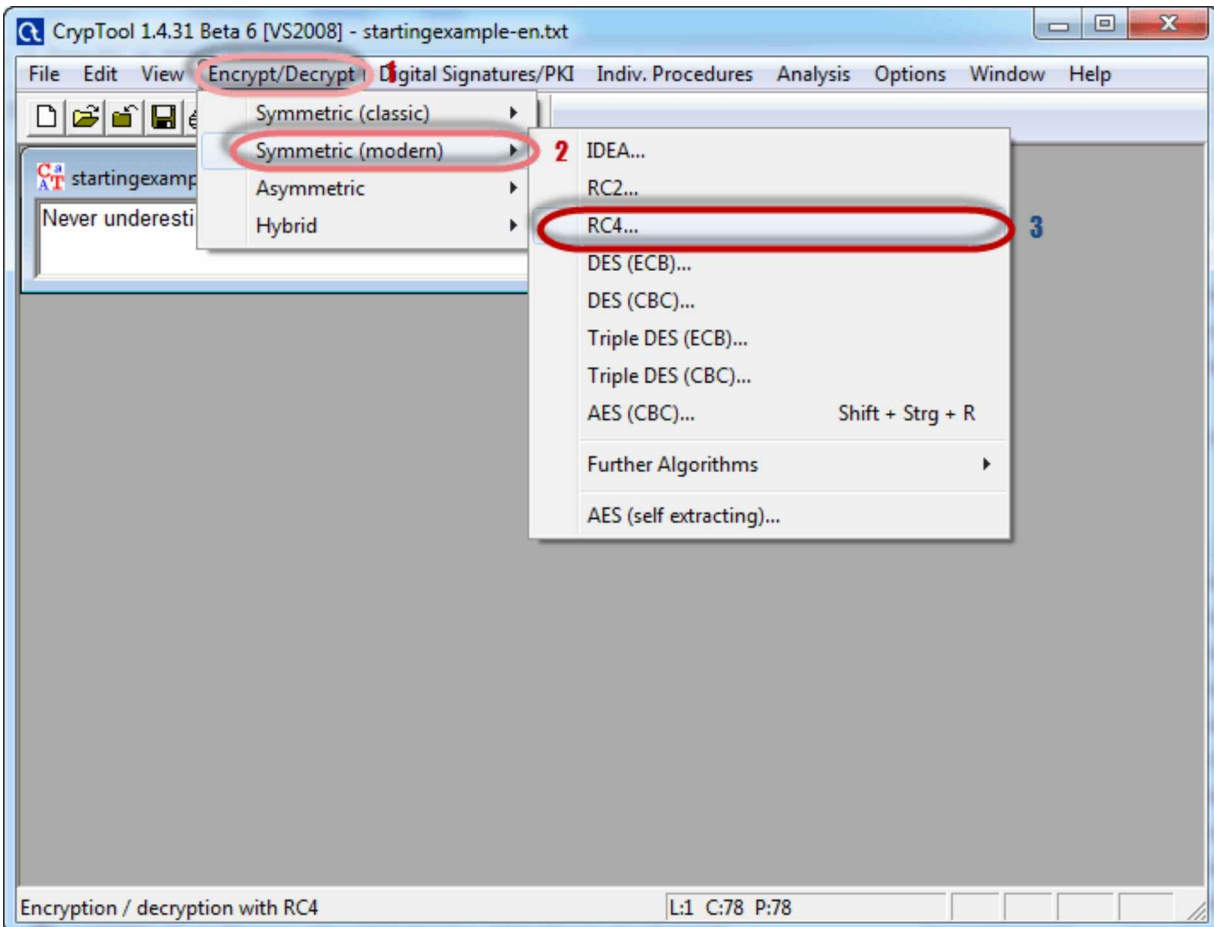 CrypTool 1.4.31 Beta 6 [VS2008] - startingexample-en.txt
File Edit View Encrypt/Decrypt 1 Digital Signatures/PKI Indiv. Procedures Analysis Options Window Help
Symmetric (classic)
Symmetric (modern) 2
Asymmetric
Hybrid
IDEA...
RC2...
RC4... 3
DES (ECB)...
DES (CBC)...
Triple DES (ECB)...
Triple DES (CBC)...
AES (CBC)... Shift + Strg + R
Further Algorithms
AES (self extracting)...
startingexamp
Never underesti
Encryption / decryption with RC4 L:1 C:78 P:78